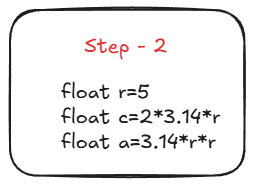 Step - 2
float r=5
float c=2*3.14*r
float a=3.14*r*r